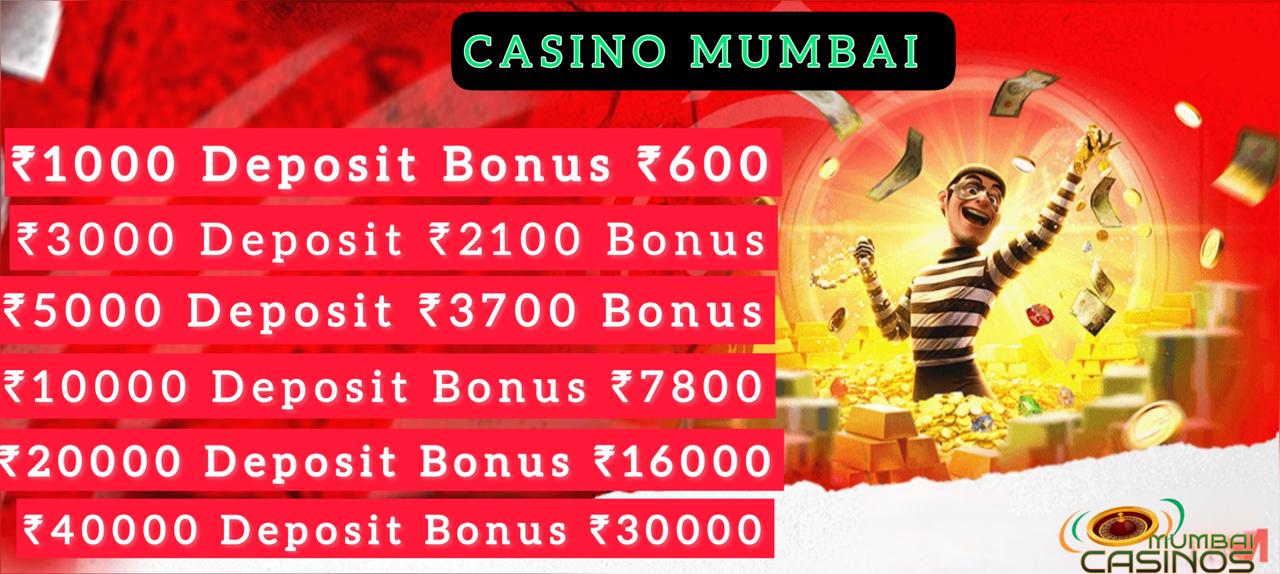 CASINO MUMBAI
₹1000 Deposit Bonus ₹600
₹3000 Deposit ₹2100 Bonus
₹5000 Deposit ₹3700 Bonus
₹10000 Deposit Bonus ₹7800
₹20000 Deposit Bonus ₹16000
₹40000 Deposit Bonus ₹30000
MUMBAI
CASINOS